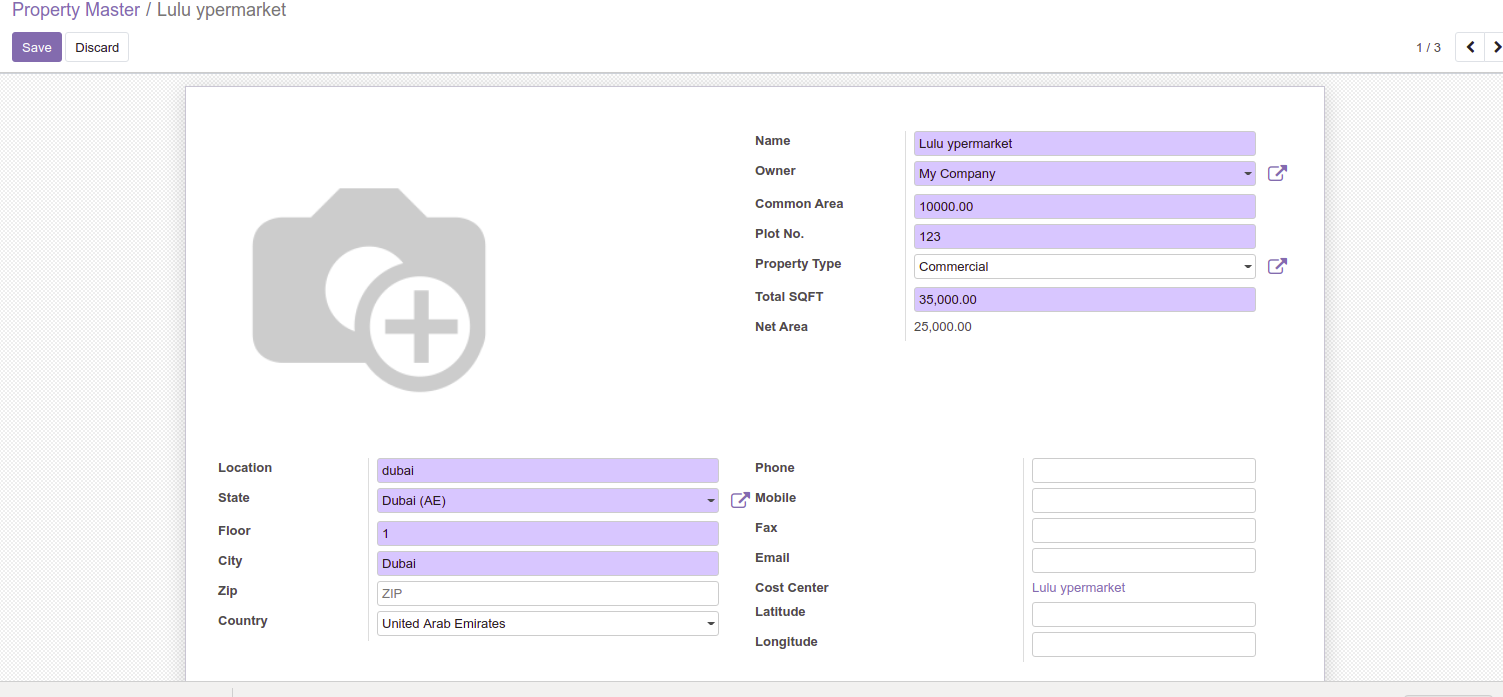 Property Master / Lulu ypermarket
Save Discard 1 / 3
Name Lulu ypermarket
Owner My Company
Common Area 10000.00
Plot No. 123
Property Type Commercial
Total SQFT 35,000.00
Net Area 25,000.00
Location dubai
State Dubai (AE)
Floor 1
City Dubai
Zip ZIP
Country United Arab Emirates
Phone
Mobile
Fax
Email
Cost Center Lulu ypermarket
Latitude
Longitude